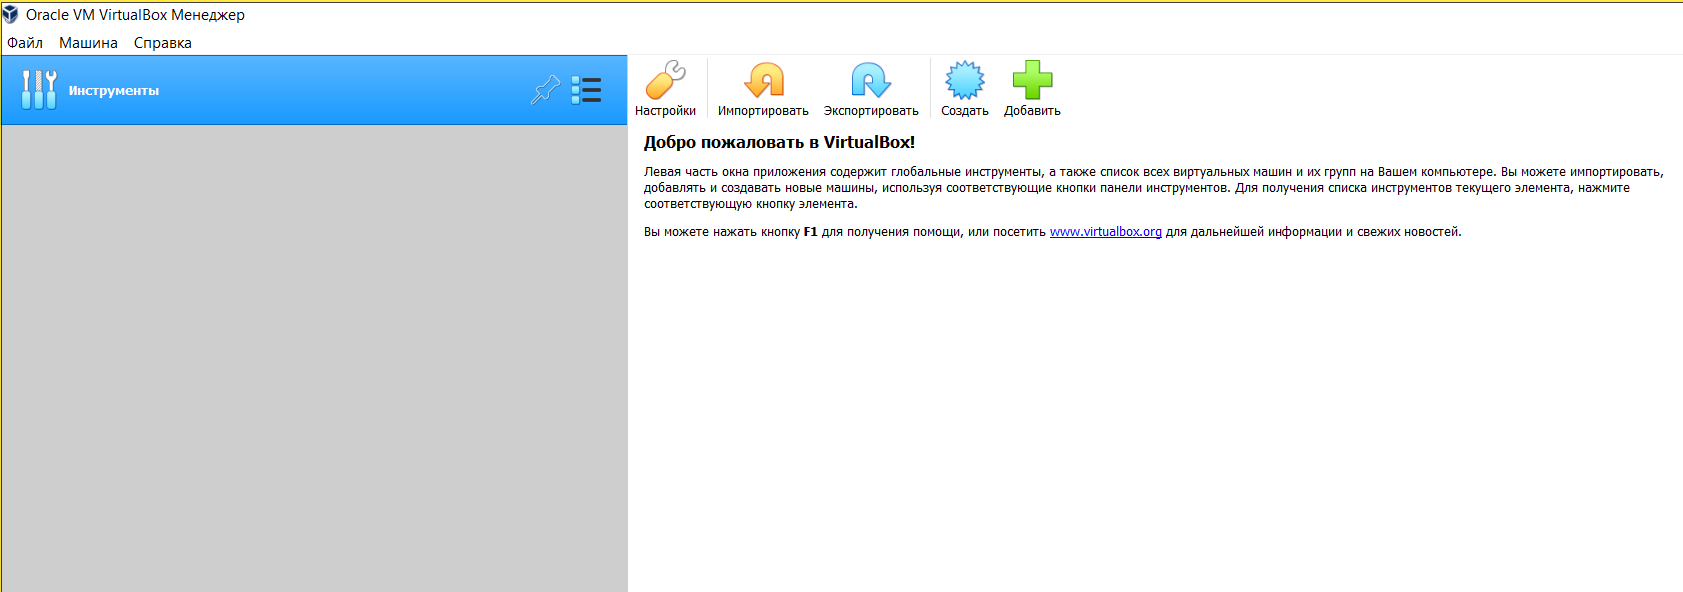 Oracle VM VirtualBox Менеджер
Файл Машина Справка
Инструменты
Настройки Импортировать Экспортировать Создать Добавить
Добро пожаловать в VirtualBox!
Левая часть окна приложения содержит глобальные инструменты, а также список всех виртуальных машин и их групп на Вашем компьютере. Вы можете импортировать,
добавлять и создавать новые машины, используя соответствующие кнопки панели инструментов. Для получения списка инструментов текущего элемента, нажмите
соответствующую кнопку элемента.
Вы можете нажать кнопку F1 для получения помощи, или посетить www.virtualbox.org для дальнейшей информации и свежих новостей.